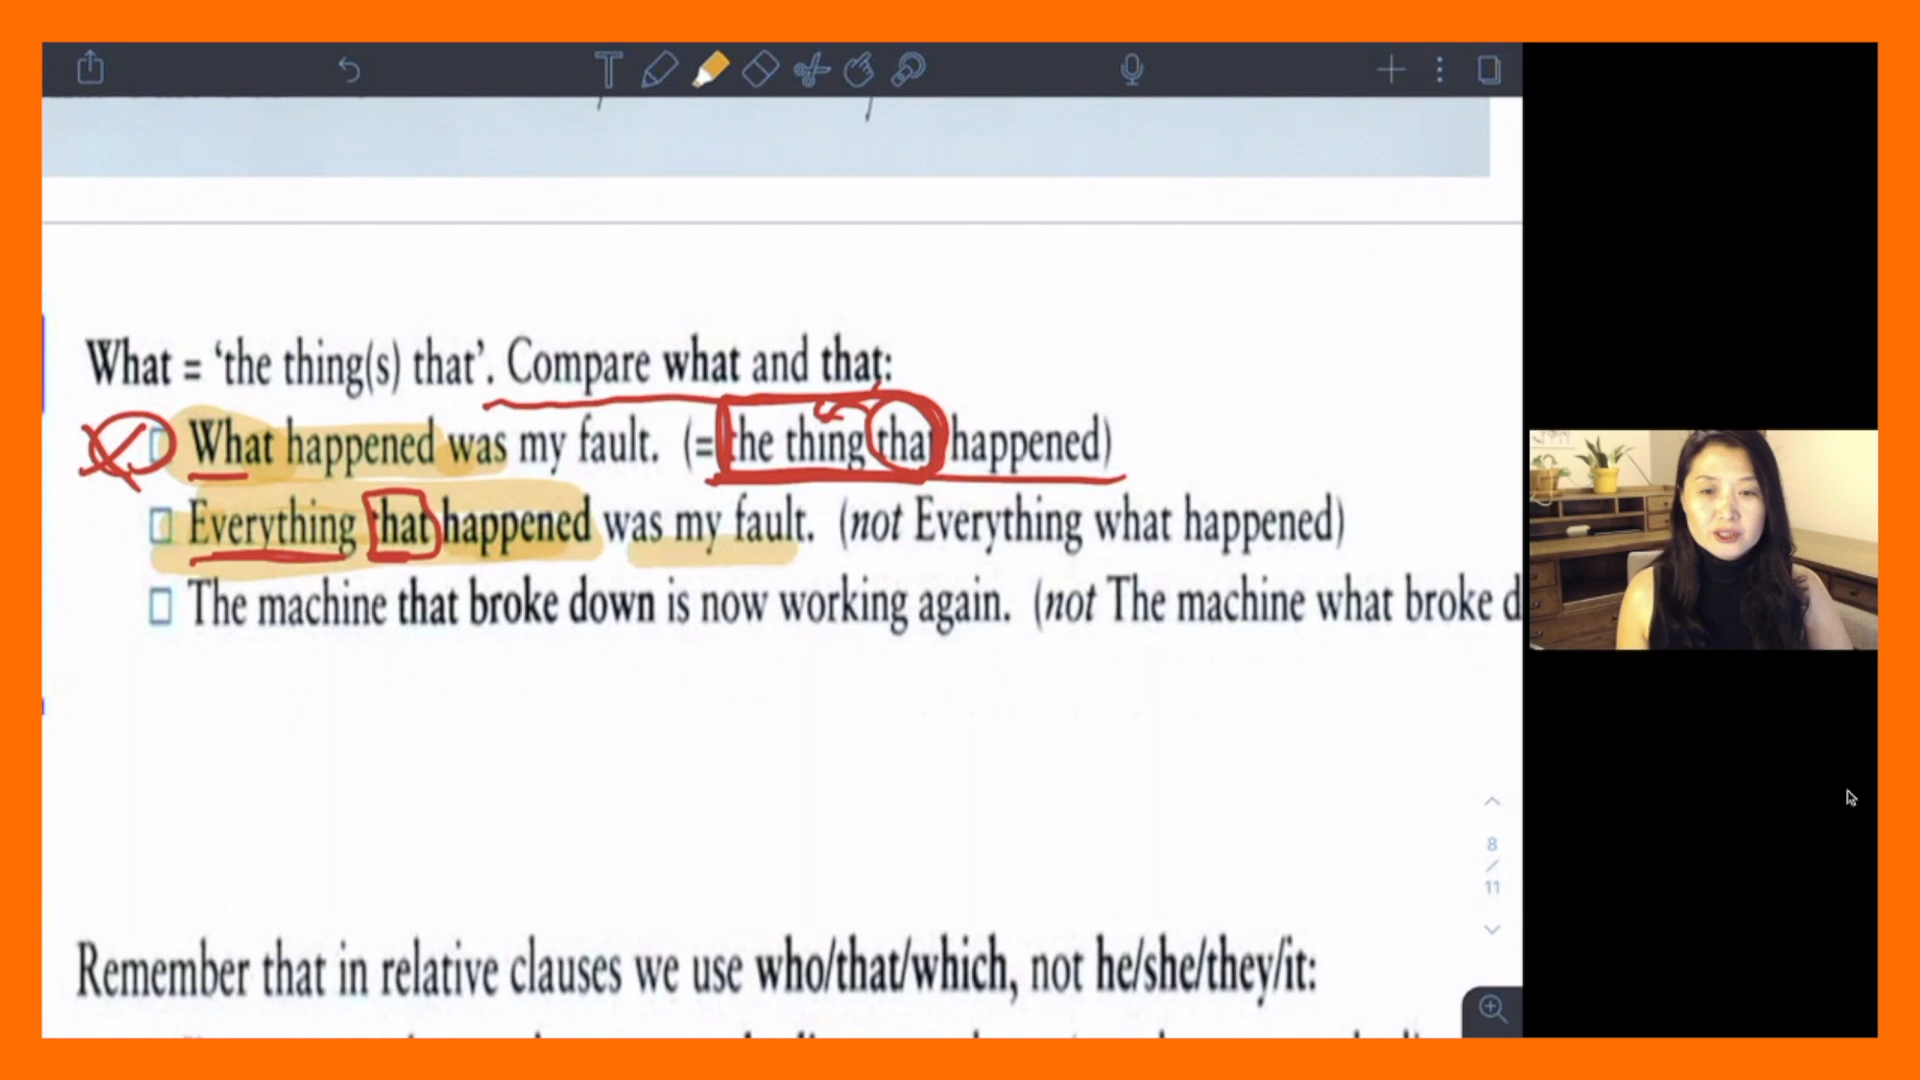 What = ‘the thing(s) that’. Compare what and that:
What happened was my fault. (= the thing that happened)
Everything that happened was my fault. (not Everything what happened)
The machine that broke down is now working again. (not The machine what broke d
8
/
11
Remember that in relative clauses we use who/that/which, not he/she/they/it: